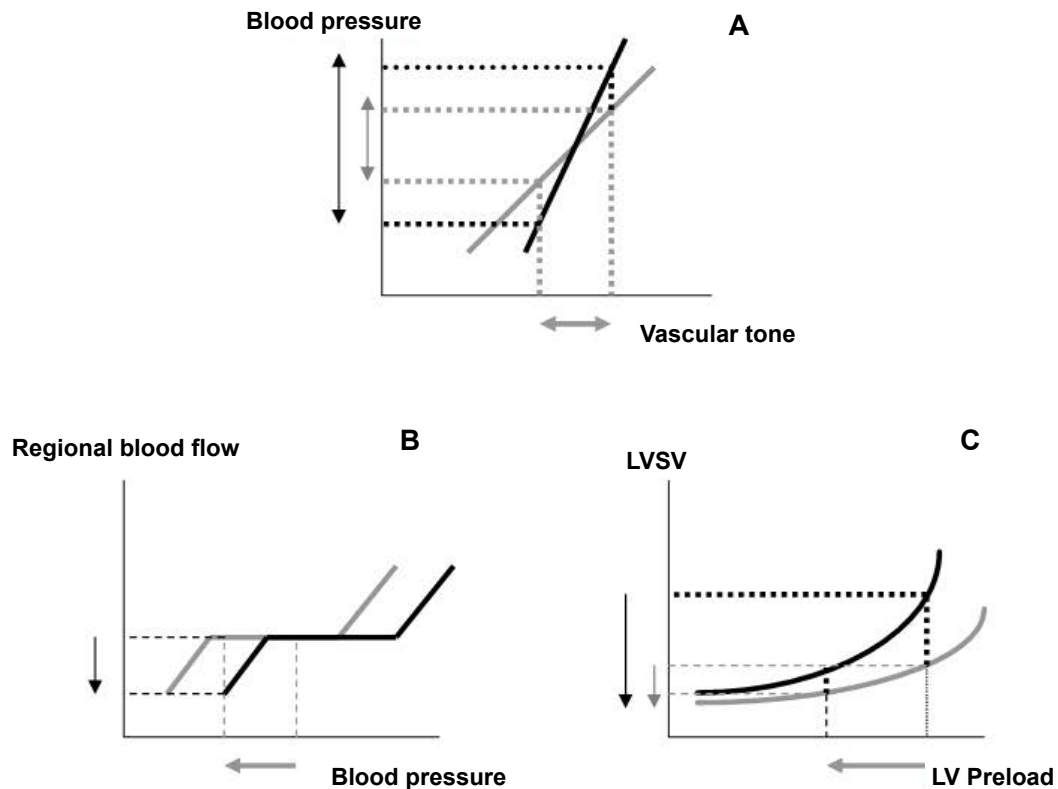 Blood pressure
A
Vascular tone
Regional blood flow
B
Blood pressure
LVSV
C
LV Preload